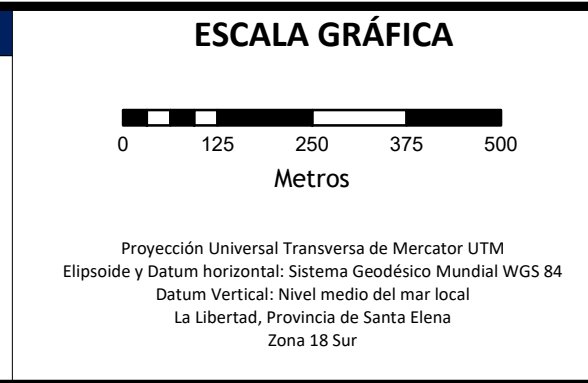 ESCALA GRÁFICA
0 125 250 375 500
Metros
Proyección Universal Transversa de Mercator UTM
Elipsoide y Datum horizontal: Sistema Geodésico Mundial WGS 84
Datum Vertical: Nivel medio del mar local
La Libertad, Provincia de Santa Elena
Zona 18 Sur